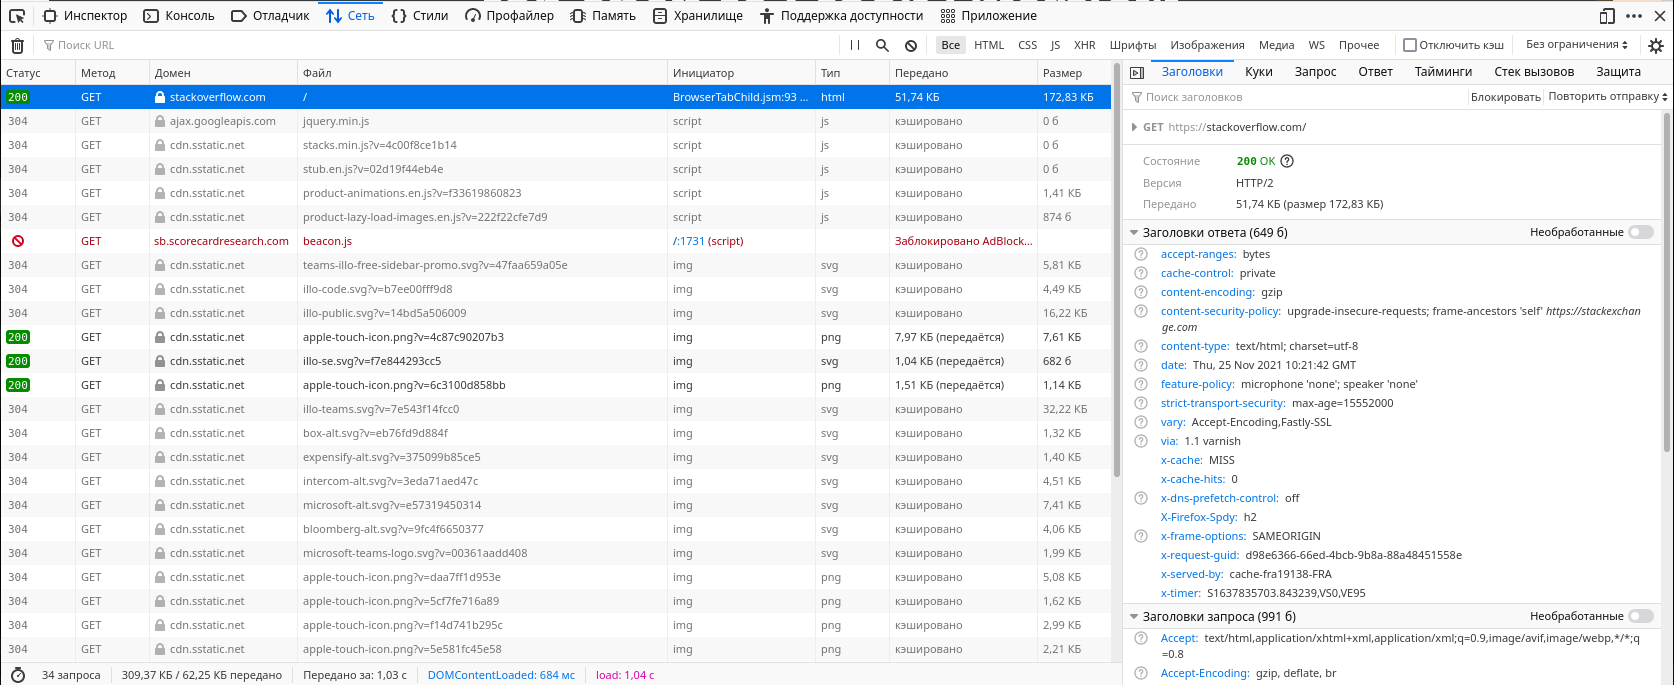 Инспектор Консоль Отладчик Сеть Стили Профайлер Память Хранилище Поддержка доступности Приложение
Поиск URL Все HTML CSS JS XHR Шрифты Изображения Медиа WS Прочее Отключить кэш Без ограничения
Статус Метод Домен Файл Инициатор Тип Передано Размер
200 GET stackoverflow.com / BrowserTabChild.jsm:93 ... html 51,74 КБ 172,83 КБ
304 GET ajax.googleapis.com jquery.min.js script js кэшировано 0 б
304 GET cdn.sstatic.net stacks.min.js?v=4c00f8ce1b14 script js кэшировано 0 б
304 GET cdn.sstatic.net stub.en.js?v=02d19f44eb4e script js кэшировано 0 б
304 GET cdn.sstatic.net product-animations.en.js?v=f33619860823 script js кэшировано 1,41 КБ
304 GET cdn.sstatic.net product-lazy-load-images.en.js?v=222f22cfe7d9 script js кэшировано 874 б
GET sb.scorecardresearch.com beacon.js /:1731 (script) Заблокировано AdBlock...
304 GET cdn.sstatic.net teams-illo-free-sidebar-promo.svg?v=47faa659a05e img svg кэшировано 5,81 КБ
304 GET cdn.sstatic.net illo-code.svg?v=b7ee00fff9d8 img svg кэшировано 4,49 КБ
304 GET cdn.sstatic.net illo-public.svg?v=14bd5a506009 img svg кэшировано 16,22 КБ
200 GET cdn.sstatic.net apple-touch-icon.png?v=4c87c90207b3 img png 7,97 КБ (передаётся) 7,61 КБ
200 GET cdn.sstatic.net illo-se.svg?v=f7e844293cc5 img svg 1,04 КБ (передаётся) 682 б
200 GET cdn.sstatic.net apple-touch-icon.png?v=6c3100d858bb img png 1,51 КБ (передаётся) 1,14 КБ
304 GET cdn.sstatic.net illo-teams.svg?v=7e543f14fcc0 img svg кэшировано 32,22 КБ
304 GET cdn.sstatic.net box-alt.svg?v=eb76fd9d884f img svg кэшировано 1,32 КБ
304 GET cdn.sstatic.net expensify-alt.svg?v=375099b85ce5 img svg кэшировано 1,40 КБ
304 GET cdn.sstatic.net intercom-alt.svg?v=3eda71aed47c img svg кэшировано 4,51 КБ
304 GET cdn.sstatic.net microsoft-alt.svg?v=e57319450314 img svg кэшировано 7,41 КБ
304 GET cdn.sstatic.net bloomberg-alt.svg?v=9fc4f6650377 img svg кэшировано 4,06 КБ
304 GET cdn.sstatic.net microsoft-teams-logo.svg?v=00361aadd408 img svg кэшировано 1,99 КБ
304 GET cdn.sstatic.net apple-touch-icon.png?v=daa7ff1d953e img png кэшировано 5,08 КБ
304 GET cdn.sstatic.net apple-touch-icon.png?v=5cf7fe716a89 img png кэшировано 1,62 КБ
304 GET cdn.sstatic.net apple-touch-icon.png?v=f14d741b295c img png кэшировано 2,99 КБ
304 GET cdn.sstatic.net apple-touch-icon.png?v=5e581fc45e58 img png кэшировано 2,21 КБ
34 запроса 309,37 КБ / 62,25 КБ передано Передано за: 1,03 с DOMContentLoaded: 684 мс load: 1,04 с
Заголовки Куки Запрос Ответ Тайминги Стек вызовов Защита
Поиск заголовков Блокировать Повторить отправку
GET https://stackoverflow.com/
Состояние 200 OK
Версия HTTP/2
Передано 51,74 КБ (размер 172,83 КБ)
Заголовки ответа (649 б) Необработанные
accept-ranges: bytes
cache-control: private
content-encoding: gzip
content-security-policy: upgrade-insecure-requests; frame-ancestors 'self' https://stackexchan
ge.com
content-type: text/html; charset=utf-8
date: Thu, 25 Nov 2021 10:21:42 GMT
feature-policy: microphone 'none'; speaker 'none'
strict-transport-security: max-age=15552000
vary: Accept-Encoding,Fastly-SSL
via: 1.1 varnish
x-cache: MISS
x-cache-hits: 0
x-dns-prefetch-control: off
X-Firefox-Spdy: h2
x-frame-options: SAMEORIGIN
x-request-guid: d98e6366-66ed-4bcb-9b8a-88a48451558e
x-served-by: cache-fra19138-FRA
x-timer: S1637835703.843239,VS0,VE95
Заголовки запроса (991 б) Необработанные
Accept: text/html,application/xhtml+xml,application/xml;q=0.9,image/avif,image/webp,*/*;q
=0.8
Accept-Encoding: gzip, deflate, br